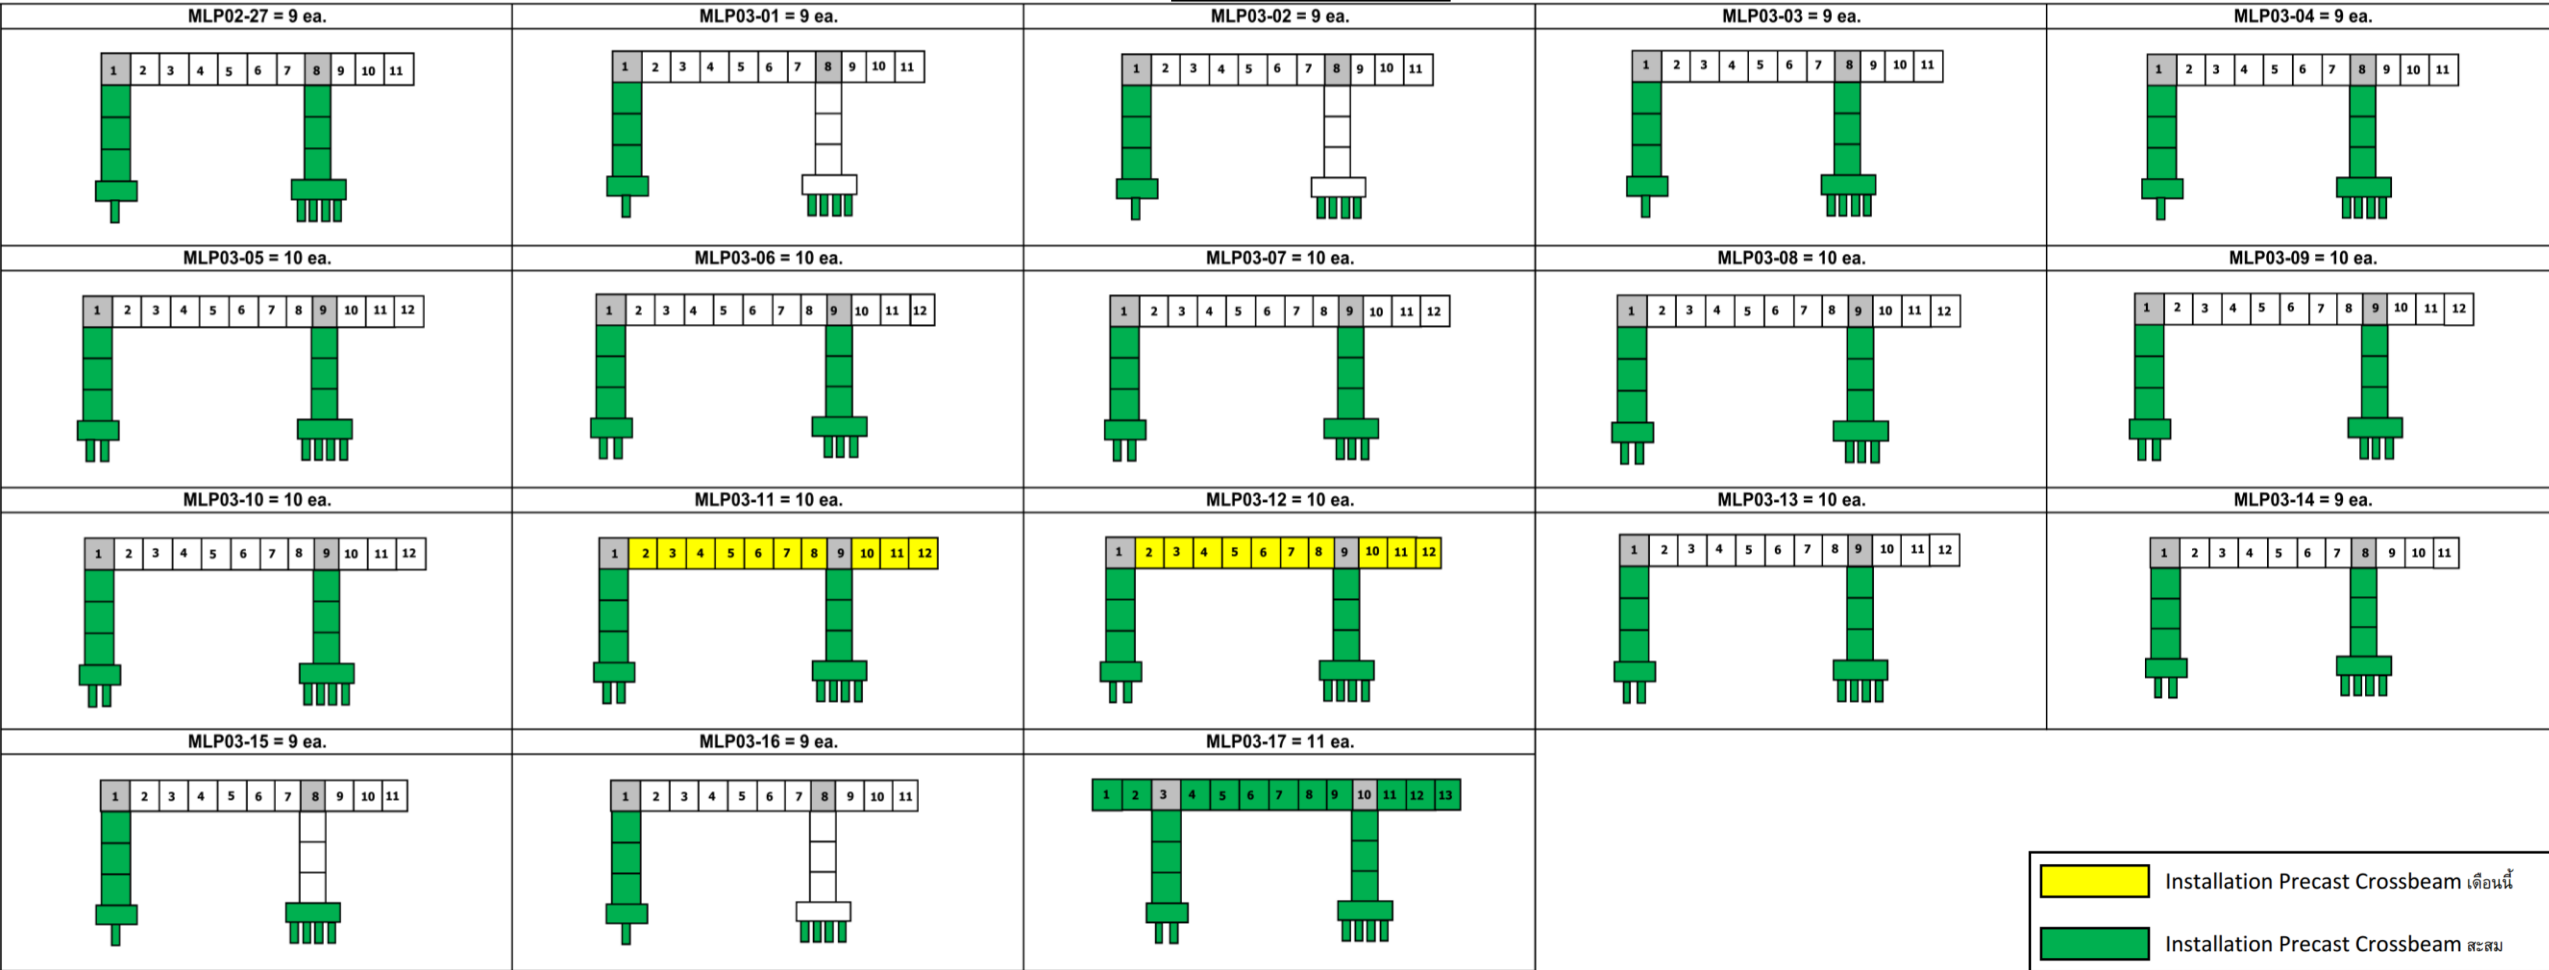 MLP02-27 = 9 ea. MLP03-01 = 9 ea. MLP03-02 = 9 ea. MLP03-03 = 9 ea. MLP03-04 = 9 ea.
1 2 3 4 5 6 7 8 9 10 11 1 2 3 4 5 6 7 8 9 10 11 1 2 3 4 5 6 7 8 9 10 11 1 2 3 4 5 6 7 8 9 10 11 1 2 3 4 5 6 7 8 9 10 11
MLP03-05 = 10 ea. MLP03-06 = 10 ea. MLP03-07 = 10 ea. MLP03-08 = 10 ea. MLP03-09 = 10 ea.
1 2 3 4 5 6 7 8 9 10 11 12 1 2 3 4 5 6 7 8 9 10 11 12 1 2 3 4 5 6 7 8 9 10 11 12 1 2 3 4 5 6 7 8 9 10 11 12 1 2 3 4 5 6 7 8 9 10 11 12
MLP03-10 = 10 ea. MLP03-11 = 10 ea. MLP03-12 = 10 ea. MLP03-13 = 10 ea. MLP03-14 = 9 ea.
1 2 3 4 5 6 7 8 9 10 11 12 1 2 3 4 5 6 7 8 9 10 11 12 1 2 3 4 5 6 7 8 9 10 11 12 1 2 3 4 5 6 7 8 9 10 11 12 1 2 3 4 5 6 7 8 9 10 11
MLP03-15 = 9 ea. MLP03-16 = 9 ea. MLP03-17 = 11 ea.
1 2 3 4 5 6 7 8 9 10 11 1 2 3 4 5 6 7 8 9 10 11 1 2 3 4 5 6 7 8 9 10 11 12 13
Installation Precast Crossbeam เดือนนี้
Installation Precast Crossbeam สะสม